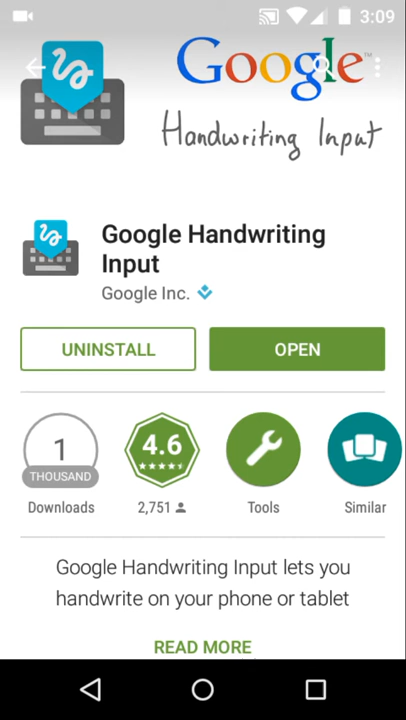 3:09
Google™
Handwriting Input
Google Handwriting
Input
Google Inc.
UNINSTALL
OPEN
1
THOUSAND
Downloads
4.6
2,751
Tools
Similar
Google Handwriting Input lets you
handwrite on your phone or tablet
READ MORE